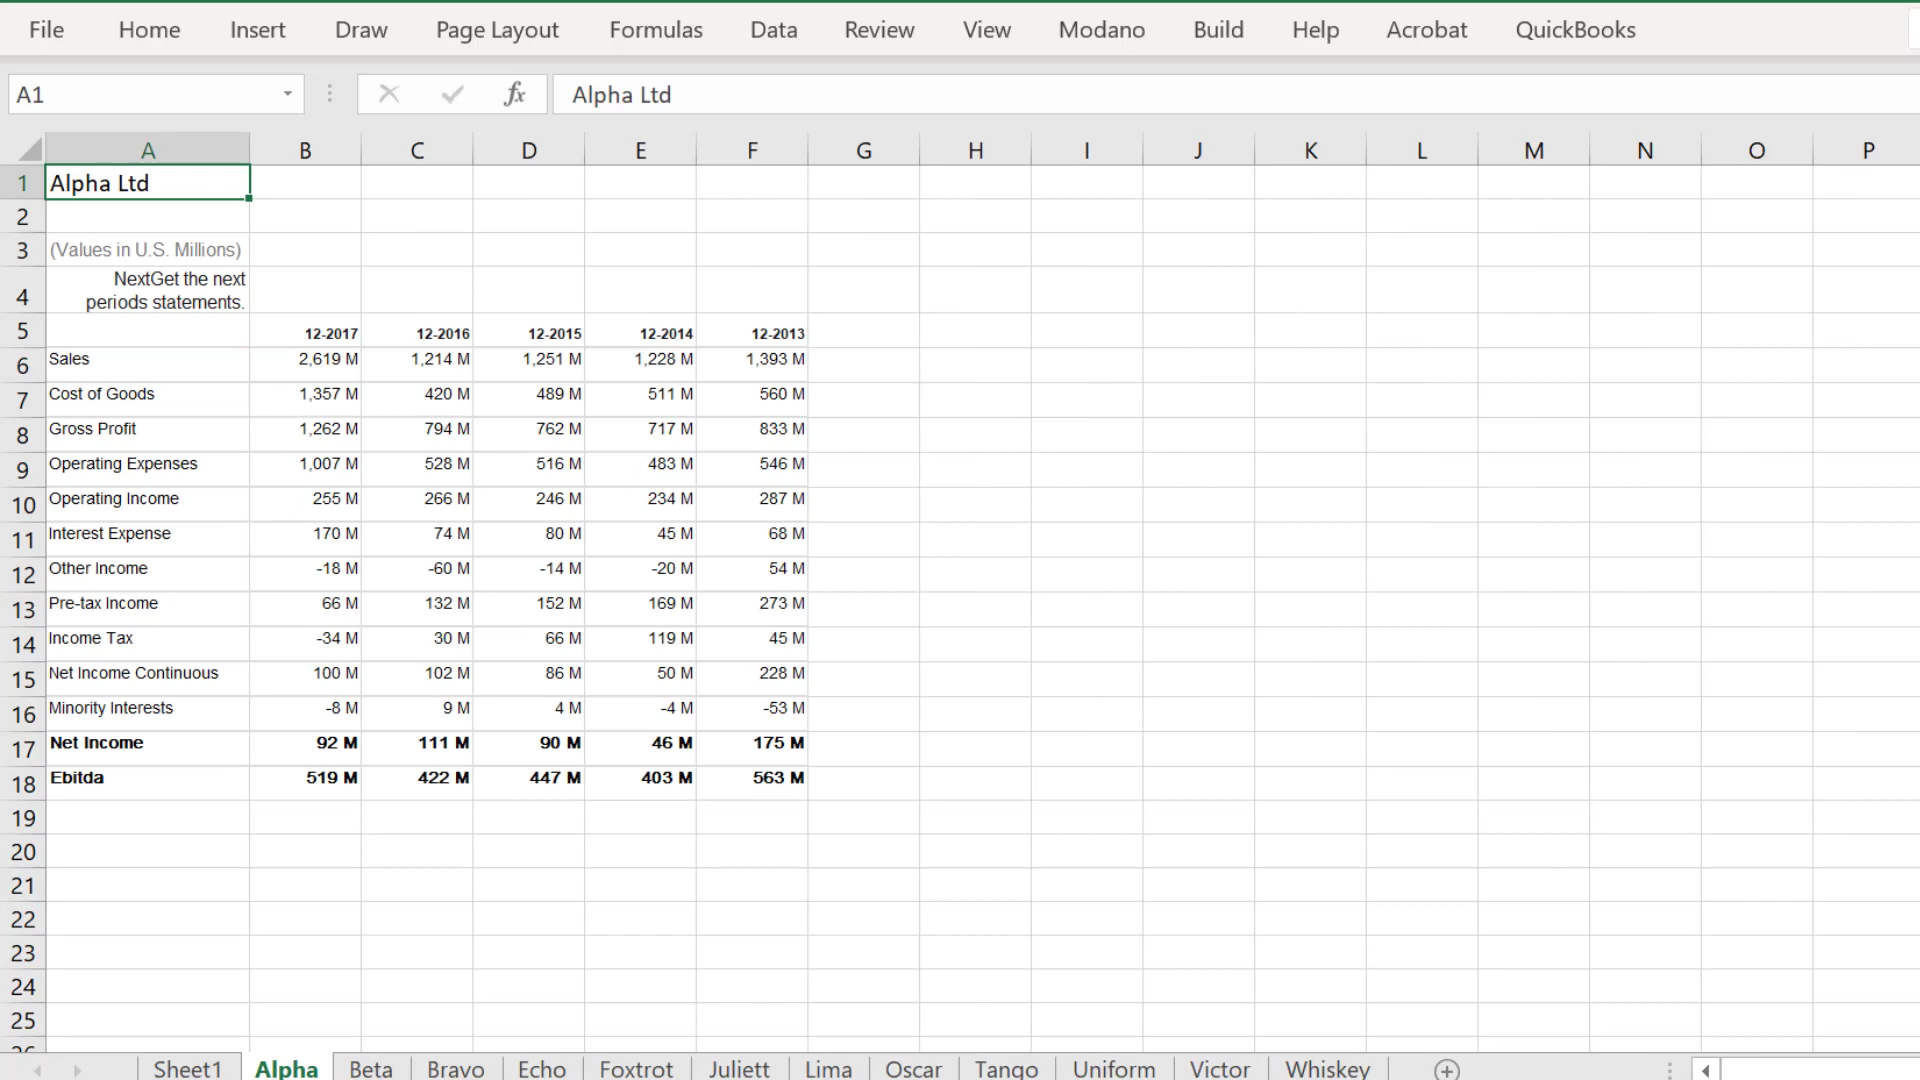 File Home Insert Draw Page Layout Formulas Data Review View Modano Build Help Acrobat QuickBooks
A1 fx Alpha Ltd
A B C D E F G H I J K L M N O P
1 Alpha Ltd
2
3 (Values in U.S. Millions)
NextGet the next
4 periods statements.
5 12-2017 12-2016 12-2015 12-2014 12-2013
6 Sales 2,619 M 1,214 M 1,251 M 1,228 M 1,393 M
7 Cost of Goods 1,357 M 420 M 489 M 511 M 560 M
8 Gross Profit 1,262 M 794 M 762 M 717 M 833 M
9 Operating Expenses 1,007 M 528 M 516 M 483 M 546 M
10 Operating Income 255 M 266 M 246 M 234 M 287 M
11 Interest Expense 170 M 74 M 80 M 45 M 68 M
12 Other Income -18 M -60 M -14 M -20 M 54 M
13 Pre-tax Income 66 M 132 M 152 M 169 M 273 M
14 Income Tax -34 M 30 M 66 M 119 M 45 M
15 Net Income Continuous 100 M 102 M 86 M 50 M 228 M
16 Minority Interests -8 M 9 M 4 M -4 M -53 M
17 Net Income 92 M 111 M 90 M 46 M 175 M
18 Ebitda 519 M 422 M 447 M 403 M 563 M
19
20
21
22
23
24
25
Sheet1 Alpha Beta Bravo Echo Foxtrot Juliett Lima Oscar Tango Uniform Victor Whiskey